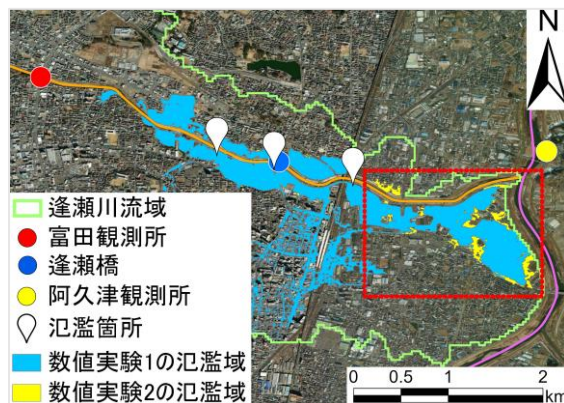 N
逢瀬川流域
富田観測所
逢瀬橋
阿久津観測所
氾濫箇所
数値実験1の氾濫域
数値実験2の氾濫域
0 0.5 1 2
km